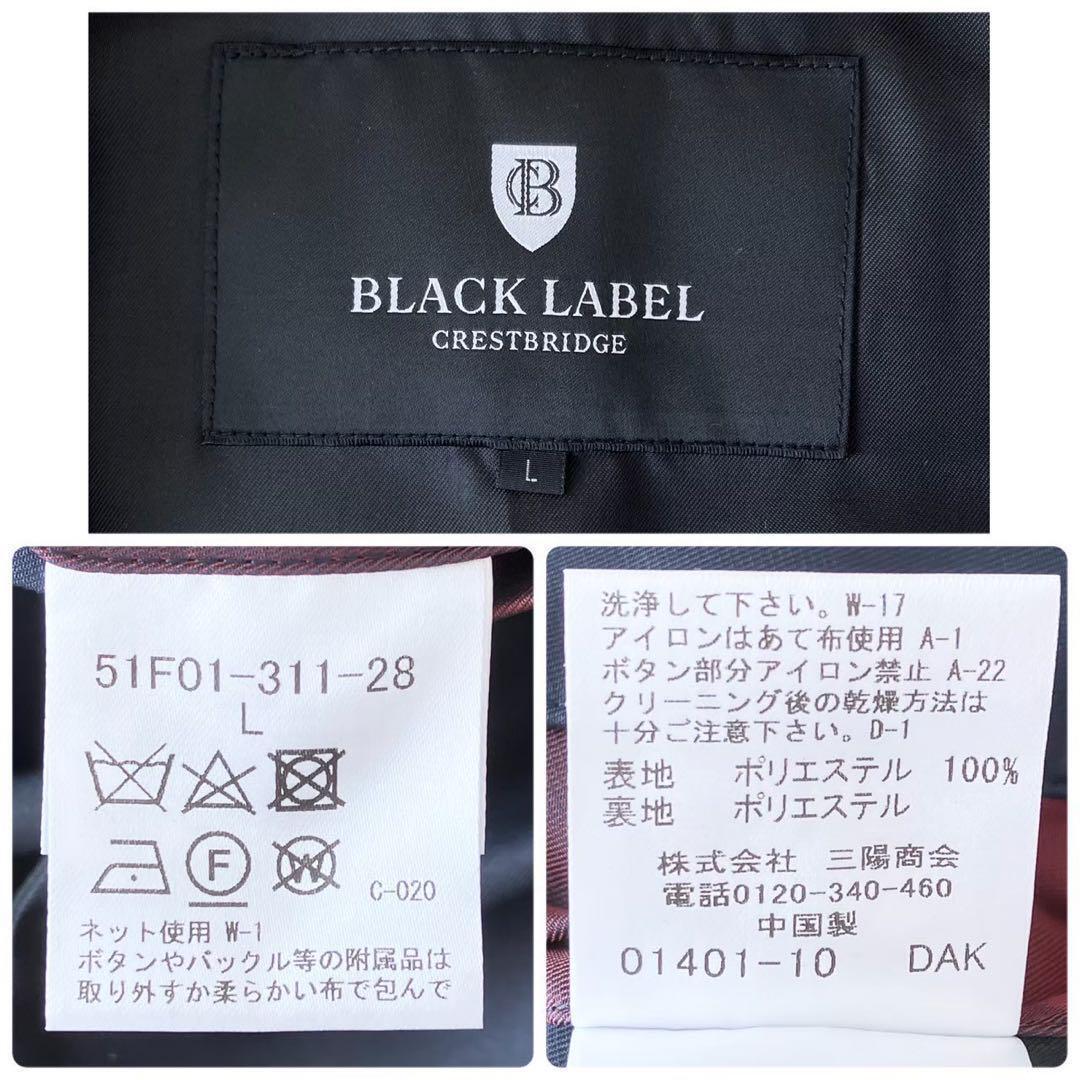 CB
BLACK LABEL
CRESTBRIDGE
L
51F01-311-28
L
F
W
C-020
ネット使用 W-1
ボタンやバックル等の附属品は
取り外すか柔らかい布で包んで
洗浄して下さい。W-17
アイロンはあて布使用 A-1
ボタン部分アイロン禁止 A-22
クリーニング後の乾燥方法は
十分ご注意下さい。D-1
表地 ポリエステル 100%
裏地 ポリエステル
株式会社 三陽商会
電話0120-340-460
中国製
01401-10 DAK